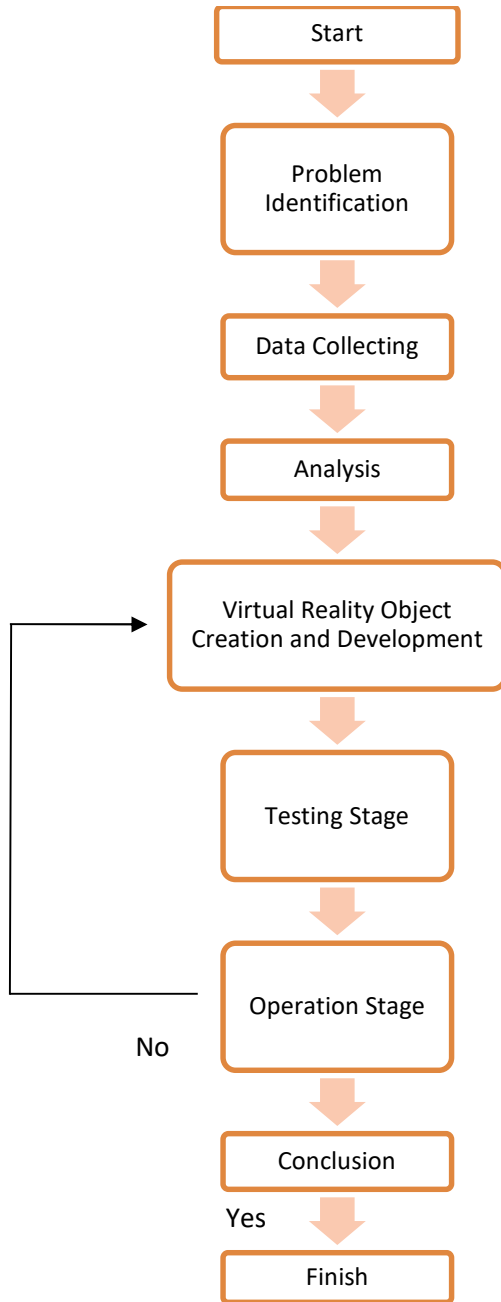 Start
Problem
Identification
Data Collecting
Analysis
Virtual Reality Object
Creation and Development
Testing Stage
Operation Stage
No
Conclusion
Yes
Finish